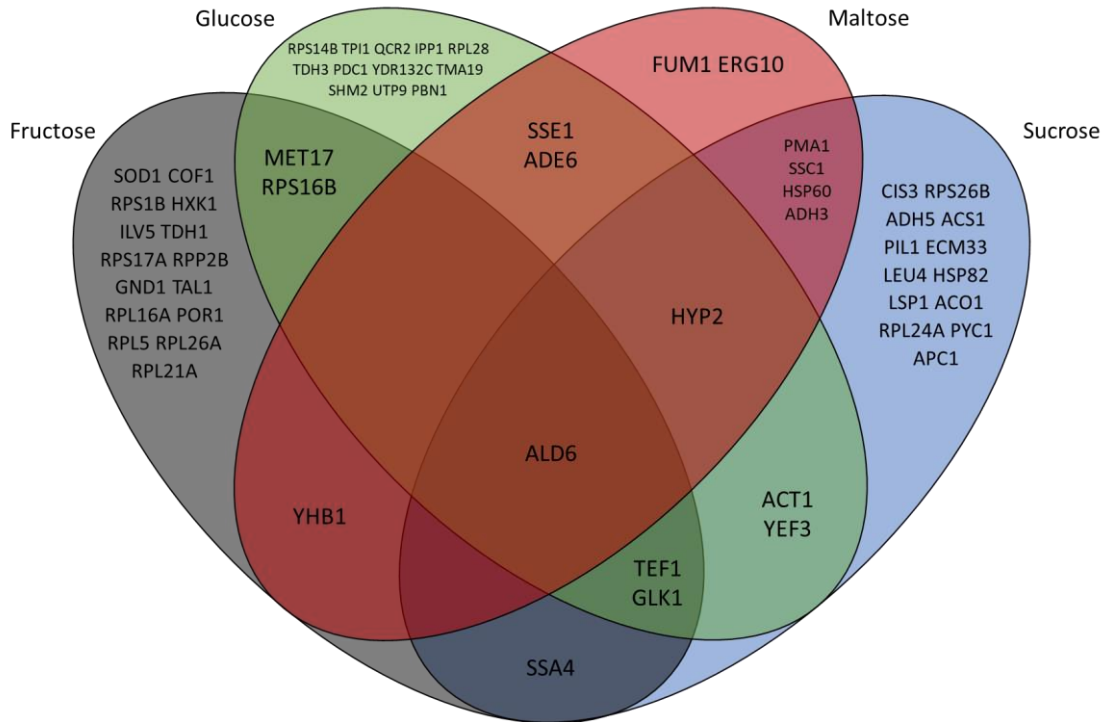 Glucose
Maltose
Fructose
Sucrose
RPS14B TPI1 QCR2 IPP1 RPL28
TDH3 PDC1 YDR132C TMA19
SHM2 UTP9 PBN1
FUM1 ERG10
SSE1
ADE6
MET17
RPS16B
PMA1
SSC1
HSP60
ADH3
SOD1 COF1
RPS1B HXK1
ILV5 TDH1
RPS17A RPP2B
GND1 TAL1
RPL16A POR1
RPL5 RPL26A
RPL21A
CIS3 RPS26B
ADH5 ACS1
PIL1 ECM33
LEU4 HSP82
LSP1 ACO1
RPL24A PYC1
APC1
HYP2
ALD6
YHB1
ACT1
YEF3
TEF1
GLK1
SSA4